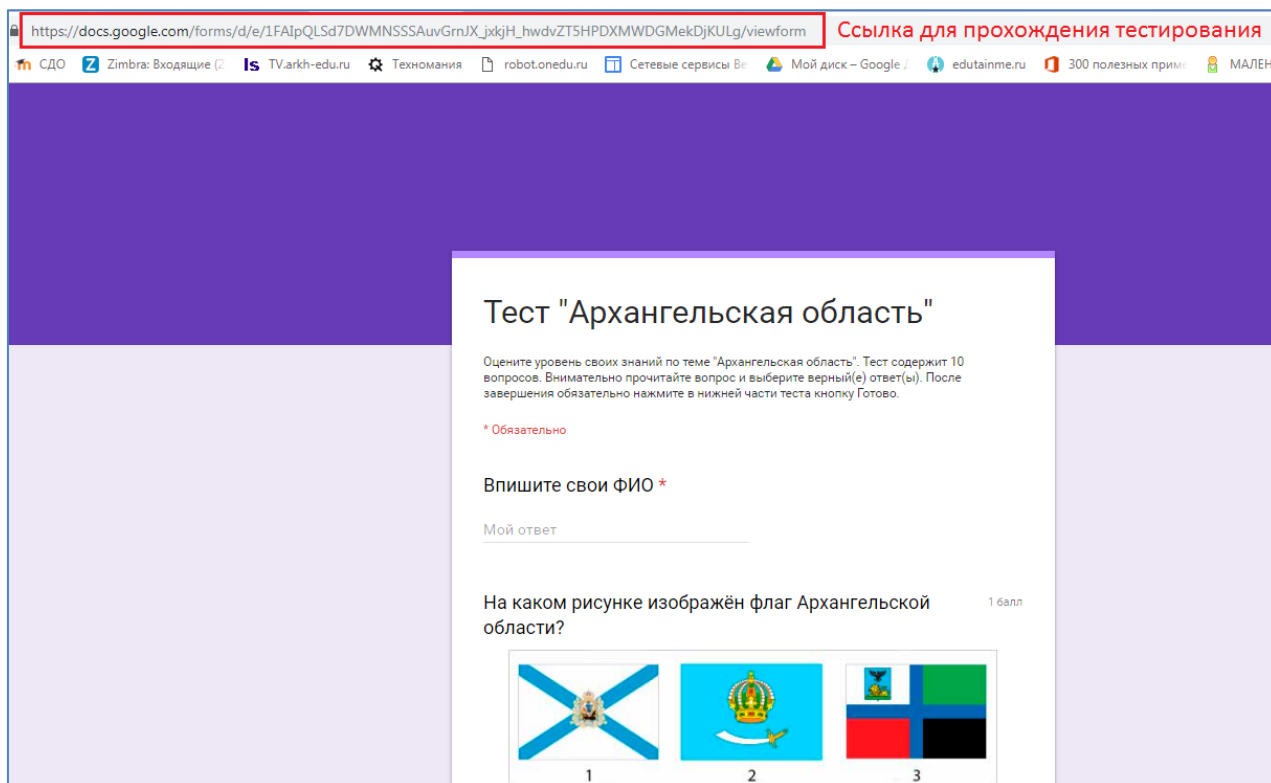 https://docs.google.com/forms/d/e/1FAIpQLSd7DWMNSSSAuvGrnJX_jxkjH_hwdvZT5HPDXMWDGMekDjKULg/viewform Ссылка для прохождения тестирования
СДО Zimbra: Входящие (2 TV.arkh-edu.ru Техномания robot.onedu.ru Сетевые сервисы Ве Мой диск – Google Д edutainme.ru 300 полезных приме МАЛЕН
Тест "Архангельская область"
Оцените уровень своих знаний по теме "Архангельская область". Тест содержит 10
вопросов. Внимательно прочитайте вопрос и выберите верный(е) ответ(ы). После
завершения обязательно нажмите в нижней части теста кнопку Готово.
* Обязательно
Впишите свои ФИО *
Мой ответ
На каком рисунке изображён флаг Архангельской 1 балл
области?
1 2 3